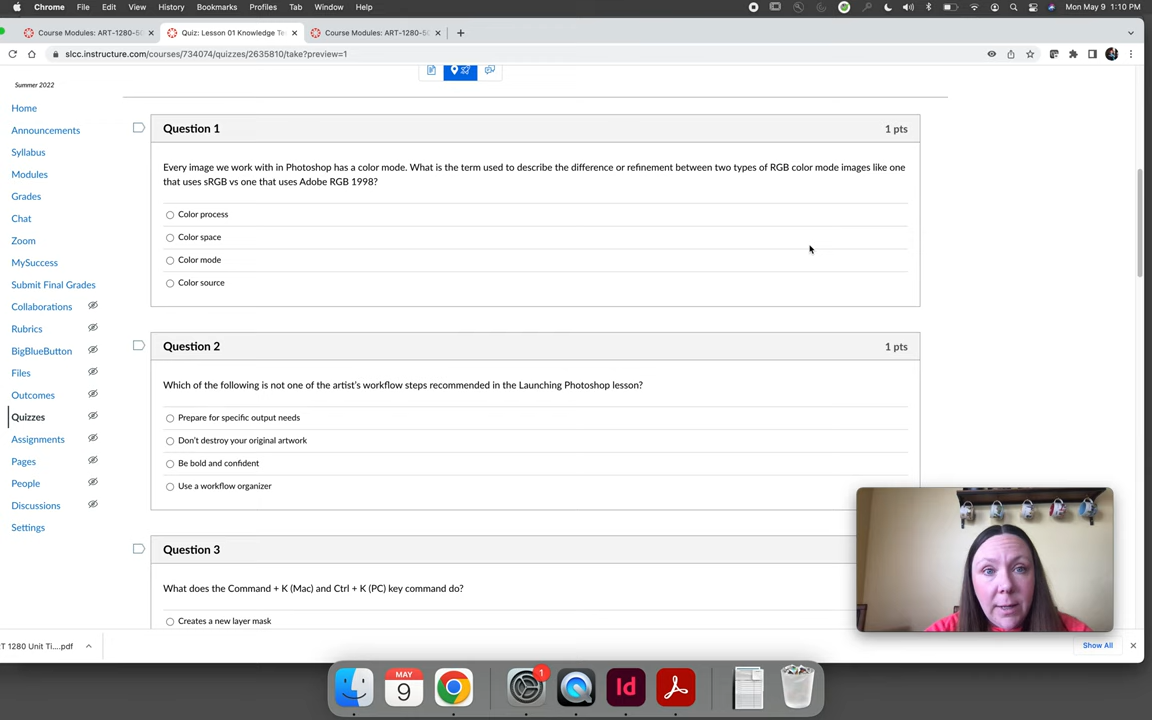 Chrome File Edit View History Bookmarks Profiles Tab Window Help Mon May 9 1:10 PM
Course Modules: ART-1280-50 Quiz: Lesson 01 Knowledge Te Course Modules: ART-1280-50
slcc.instructure.com/courses/734074/quizzes/2635810/take?preview=1
Summer 2022
Home
Announcements
Syllabus
Modules
Grades
Chat
Zoom
MySuccess
Submit Final Grades
Collaborations
Rubrics
BigBlueButton
Files
Outcomes
Quizzes
Assignments
Pages
People
Discussions
Settings
Question 1 1 pts
Every image we work with in Photoshop has a color mode. What is the term used to describe the difference or refinement between two types of RGB color mode images like one
that uses sRGB vs one that uses Adobe RGB 1998?
Color process
Color space
Color mode
Color source
Question 2 1 pts
Which of the following is not one of the artist's workflow steps recommended in the Launching Photoshop lesson?
Prepare for specific output needs
Don't destroy your original artwork
Be bold and confident
Use a workflow organizer
Question 3
What does the Command + K (Mac) and Ctrl + K (PC) key command do?
Creates a new layer mask
T 1280 Unit Ti....pdf Show All
MAY
9
1
Id